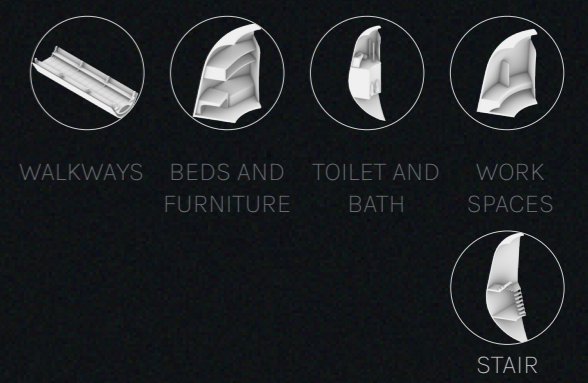 WALKWAYS
BEDS AND
FURNITURE
TOILET AND
BATH
WORK
SPACES
STAIR